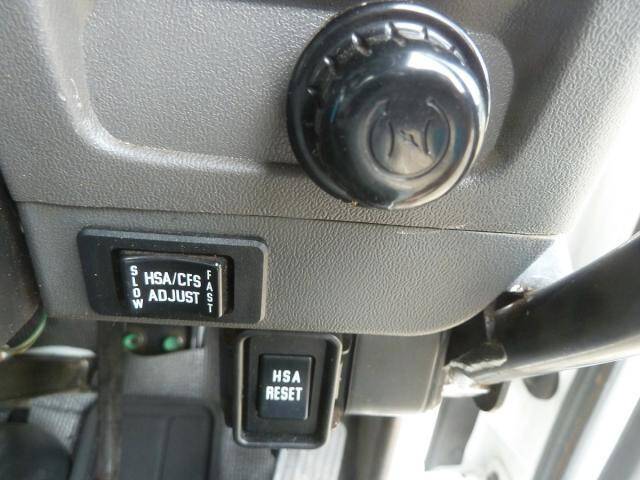 SLOW
HSA/CFS
ADJUST
FAST
HSA
RESET